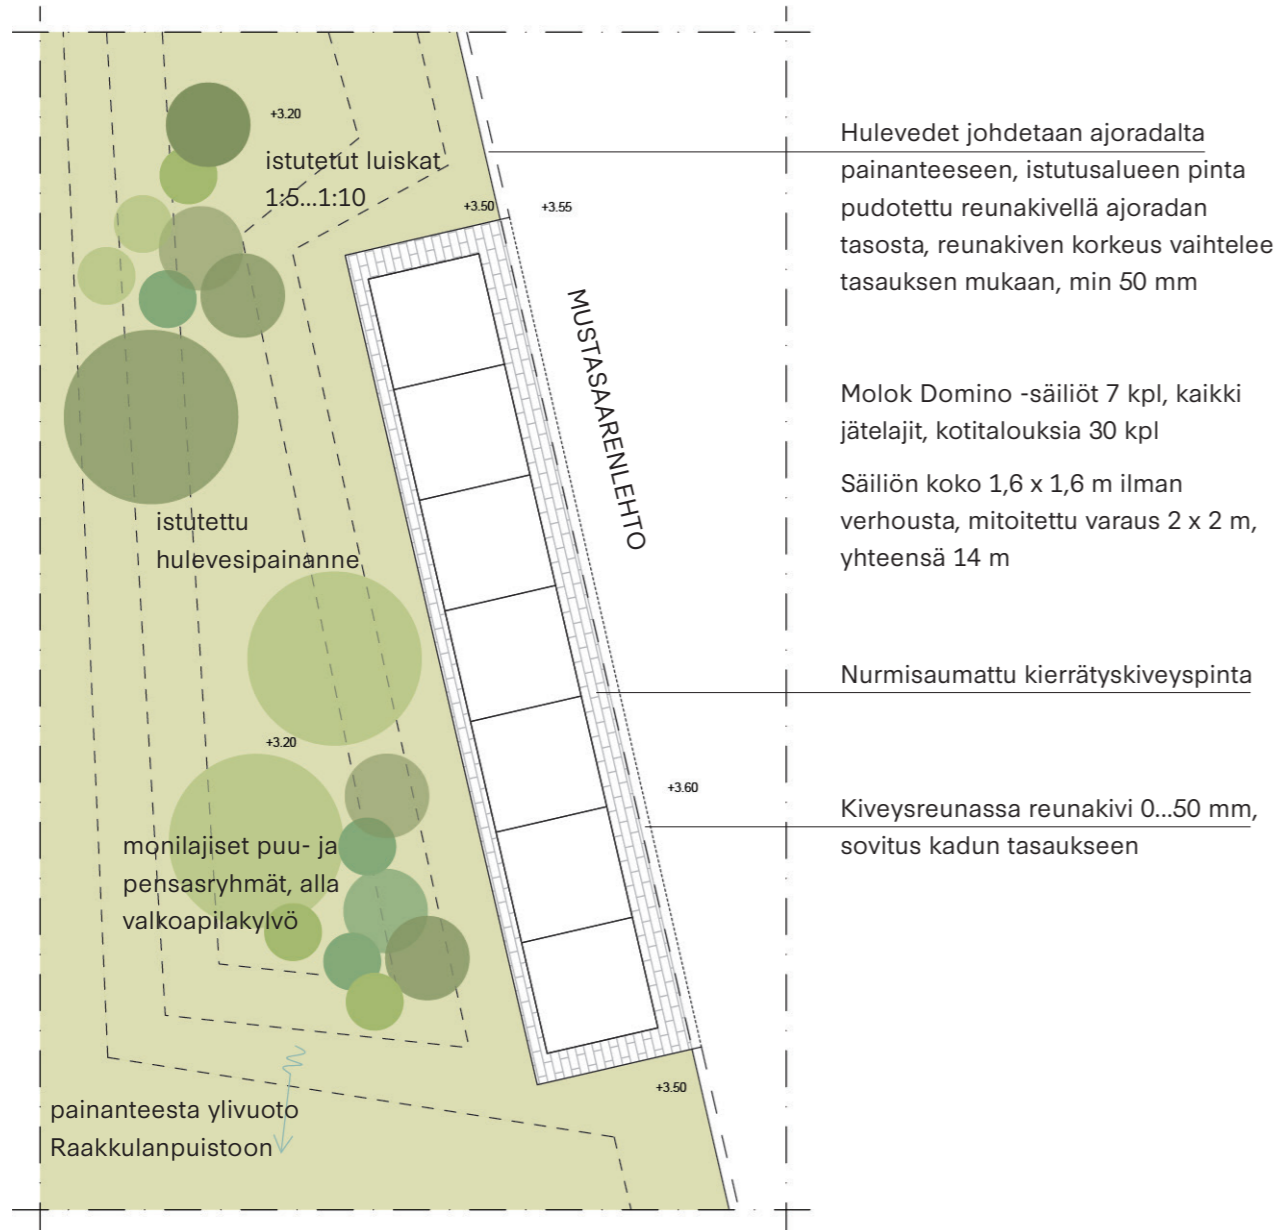 +3.20
istutetut luiskat
1:5...1:10
+3.50
+3.55
MUSTASAARENLEHTO
istutettu
hulevesipainanne
+3.20
monilajiset puu- ja
pensasryhmät, alla
valkoapilakylvö
+3.60
+3.50
painanteesta ylivuoto
Raakkulanpuistoon
Hulevedet johdetaan ajoradalta
painanteeseen, istutusalueen pinta
pudotettu reunakivellä ajoradan
tasosta, reunakiven korkeus vaihtelee
tasauksen mukaan, min 50 mm
Molok Domino -säiliöt 7 kpl, kaikki
jätelajit, kotitalouksia 30 kpl
Säiliön koko 1,6 x 1,6 m ilman
verhousta, mitoitettu varaus 2 x 2 m,
yhteensä 14 m
Nurmisaumattu kierrätyskiveyspinta
Kiveysreunassa reunakivi 0...50 mm,
sovitus kadun tasaukseen